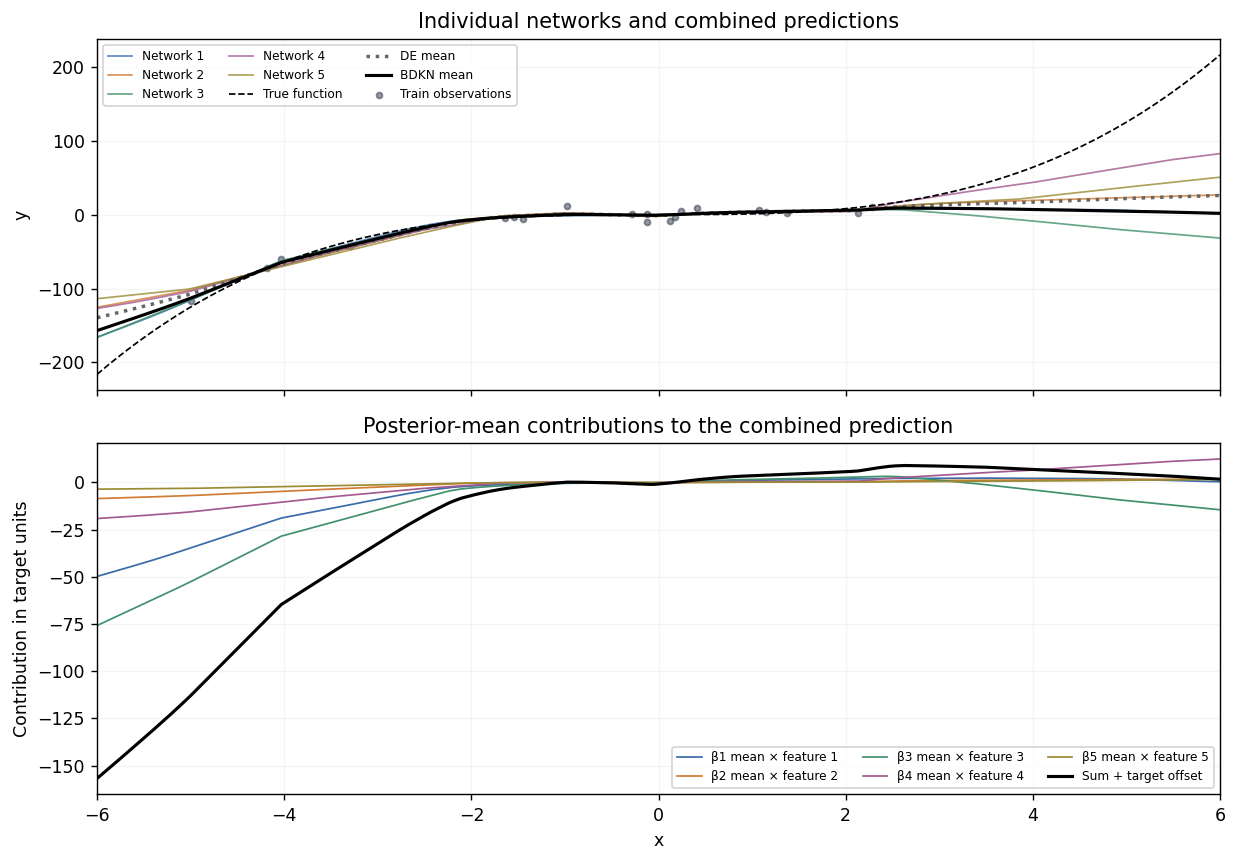 Individual networks and combined predictions
Network 1
Network 2
Network 3
Network 4
Network 5
True function
DE mean
BDKN mean
Train observations
y
200
100
0
−100
−200
Posterior-mean contributions to the combined prediction
Contribution in target units
0
−25
−50
−75
−100
−125
−150
β1 mean × feature 1
β2 mean × feature 2
β3 mean × feature 3
β4 mean × feature 4
β5 mean × feature 5
Sum + target offset
−6 −4 −2 0 2 4 6
x